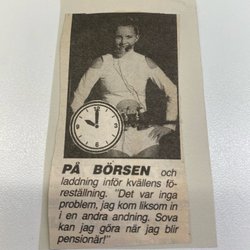 PÅ BÖRSEN och
laddning inför kvällens fö-
reställning. "Det var inga
problem, jag kom liksom in
i en andra andning. Sova
kan jag göra när jag blir
pensionär!"